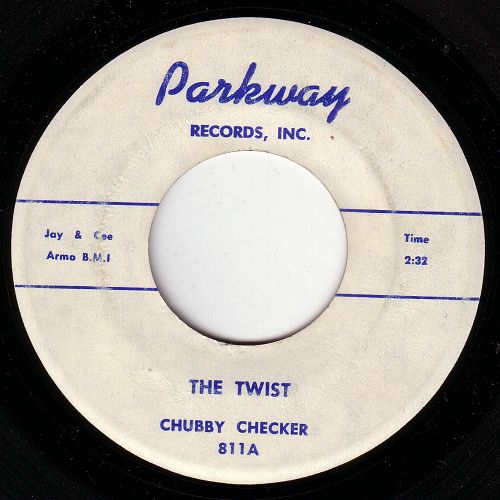 Parkway
RECORDS, INC.
Jay & Cee
Armo B.M.I
Time
2:32
THE TWIST
CHUBBY CHECKER
811A